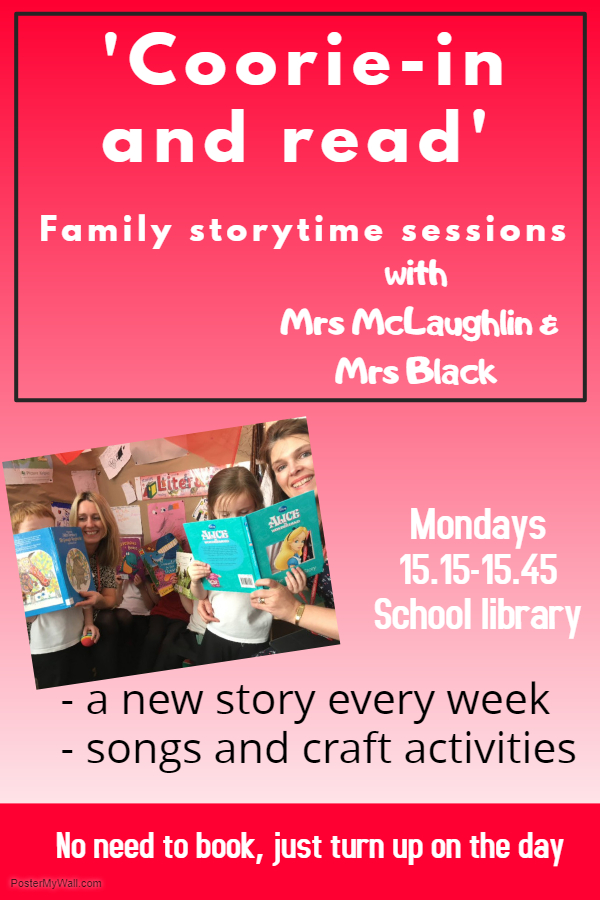 'Coorie-in
and read'
Family storytime sessions
with
Mrs McLaughlin &
Mrs Black
ALICE
ALICE
Mondays
15.15-15.45
School library
- a new story every week
- songs and craft activities
No need to book, just turn up on the day
PosterMyWall.com